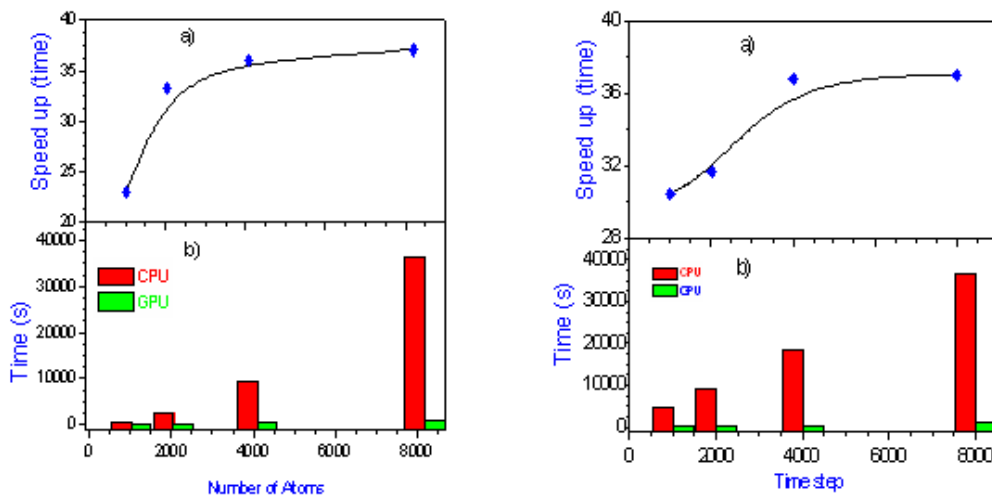 40
35
30
25
20
Speed up (time)
a)
40000
30000
20000
10000
0
Time (s)
b)
CPU
GPU
0 2000 4000 6000 8000
Number of Atoms
40
36
32
28
Speed up (time)
a)
40000
30000
20000
10000
0
Time (s)
b)
CPU
GPU
0 2000 4000 6000 8000
Time step